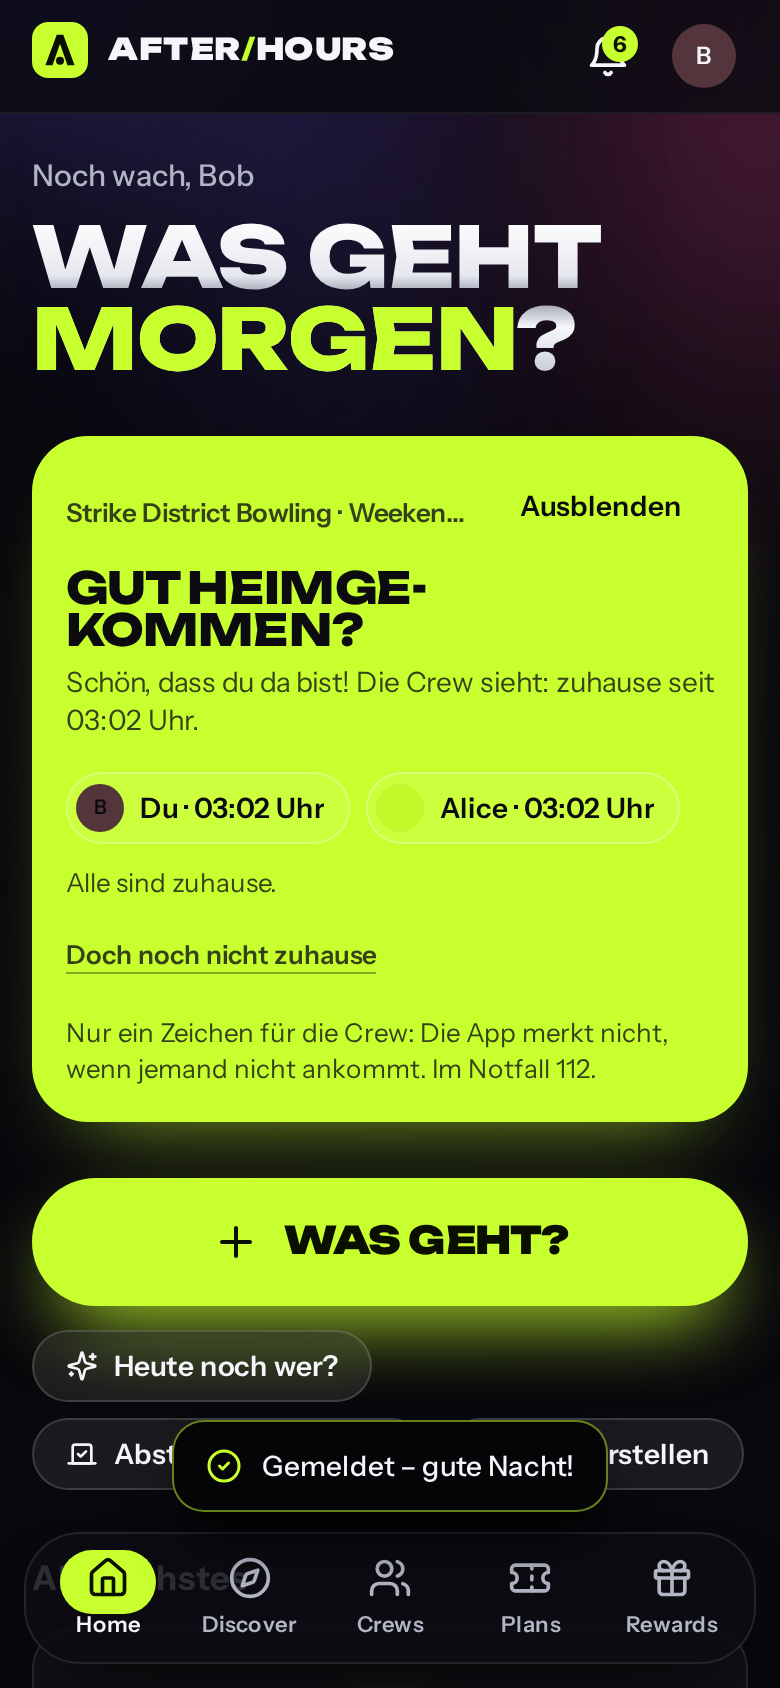 AFTER/HOURS
6
B
Noch wach, Bob
WAS GEHT
MORGEN?
Strike District Bowling · Weeken...
Ausblenden
GUT HEIMGE-
KOMMEN?
Schön, dass du da bist! Die Crew sieht: zuhause seit
03:02 Uhr.
B
Du · 03:02 Uhr
Alice · 03:02 Uhr
Alle sind zuhause.
Doch noch nicht zuhause
Nur ein Zeichen für die Crew: Die App merkt nicht,
wenn jemand nicht ankommt. Im Notfall 112.
WAS GEHT?
Heute noch wer?
Gemeldet – gute Nacht!
Home
Discover
Crews
Plans
Rewards